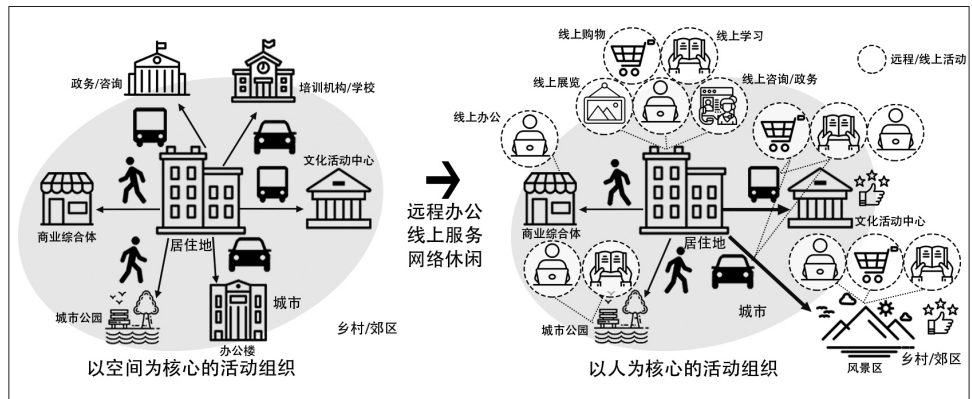 政务/咨询
培训机构/学校
文化活动中心
商业综合体
居住地
城市公园
城市
办公楼
乡村/郊区
以空间为核心的活动组织
远程办公
线上服务
网络休闲
线上购物
线上学习
远程/线上活动
线上展览
线上咨询/政务
线上办公
商业综合体
居住地
文化活动中心
城市
城市公园
风景区
乡村/郊区
以人为核心的活动组织